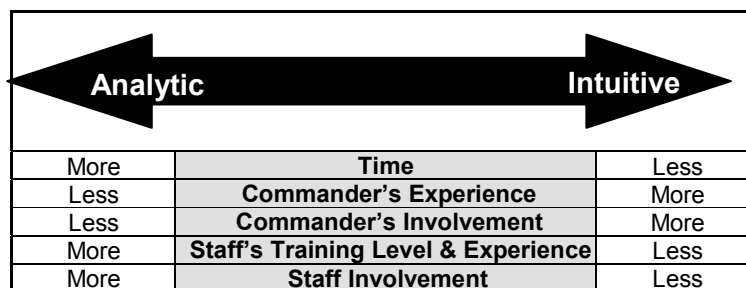 Analytic Intuitive
More Time Less
Less Commander's Experience More
Less Commander's Involvement More
More Staff's Training Level & Experience Less
More Staff Involvement Less